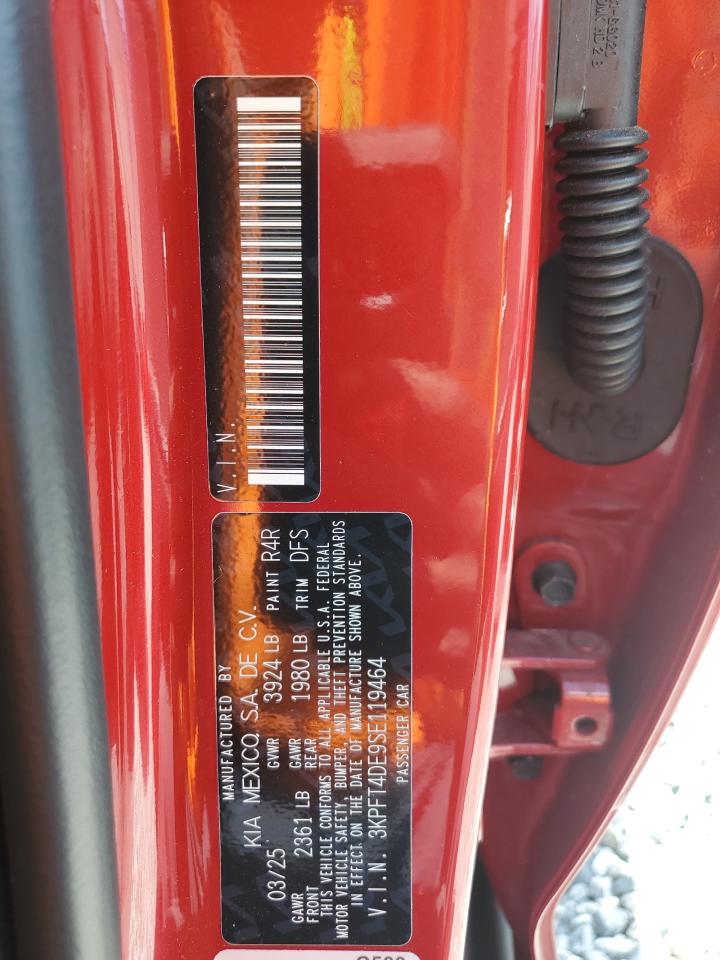 V.I.N.
MANUFACTURED BY
KIA MEXICO, S.A. DE C.V.
03/25 GVWR 3924 LB PAINT R4R
GAWR FRONT 2361 LB GAWR REAR 1980 LB TRIM DFS
THIS VEHICLE CONFORMS TO ALL APPLICABLE U.S.A. FEDERAL
MOTOR VEHICLE SAFETY, BUMPER, AND THEFT PREVENTION STANDARDS
IN EFFECT ON THE DATE OF MANUFACTURE SHOWN ABOVE.
V.I.N. 3KPFT4DE9SE119464
PASSENGER CAR